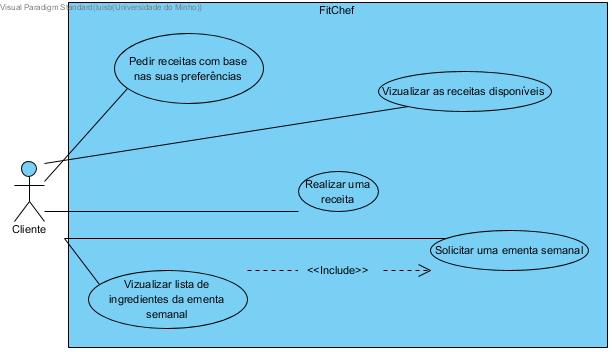 Visual Paradigm Standard(luisb(Universidade do Minho))
FitChef
Pedir receitas com base
nas suas preferências
Vizualizar as receitas disponíveis
Realizar uma
receita
Cliente
Solicitar uma ementa semanal
<<Include>>
Vizualizar lista de
ingredientes da ementa
semanal